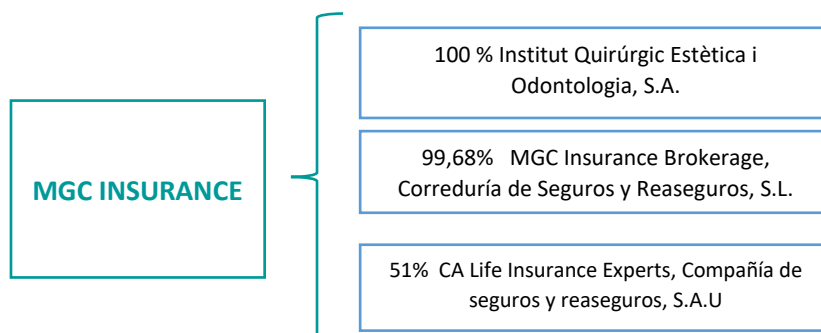 MGC INSURANCE
100 % Institut Quirúrgic Estètica i
Odontologia, S.A.
99,68% MGC Insurance Brokerage,
Correduría de Seguros y Reaseguros, S.L.
51% CA Life Insurance Experts, Compañía de
seguros y reaseguros, S.A.U